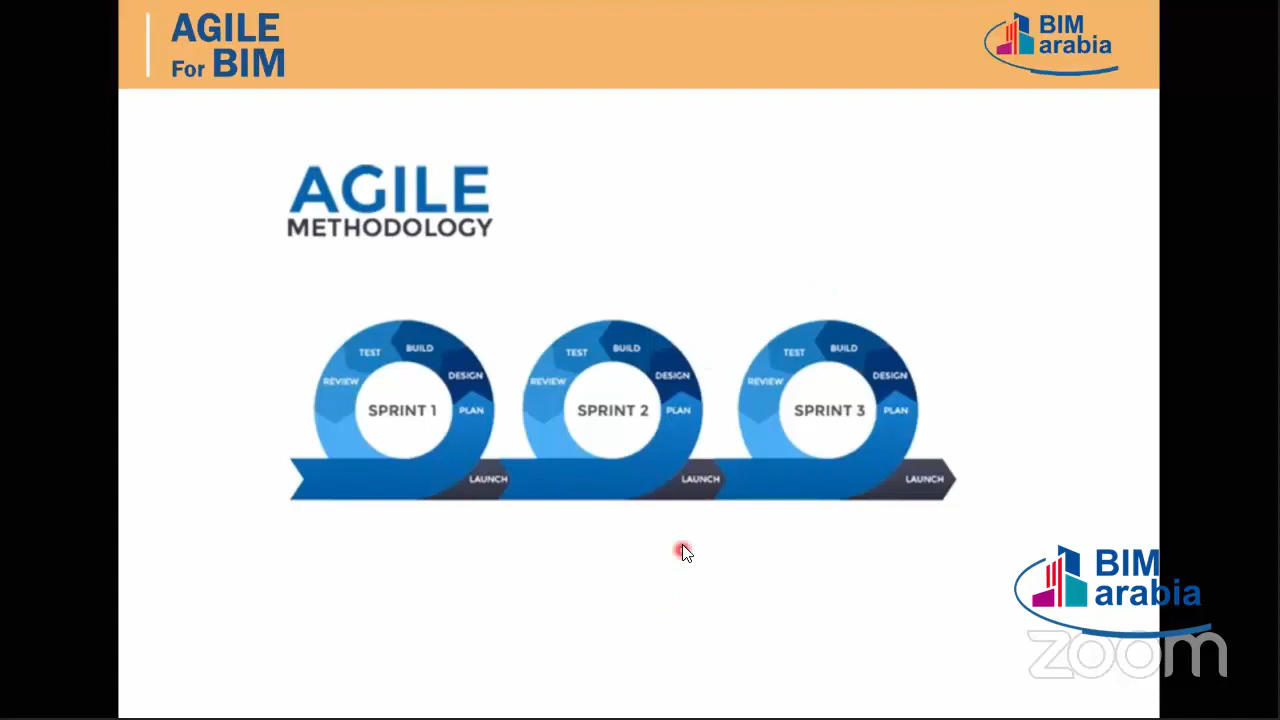 AGILE
For BIM
BIM
arabia
AGILE
METHODOLOGY
TEST
BUILD
REVIEW
DESIGN
SPRINT 1
PLAN
LAUNCH
TEST
BUILD
REVIEW
DESIGN
SPRINT 2
PLAN
LAUNCH
TEST
BUILD
REVIEW
DESIGN
SPRINT 3
PLAN
LAUNCH
BIM
arabia
zoom